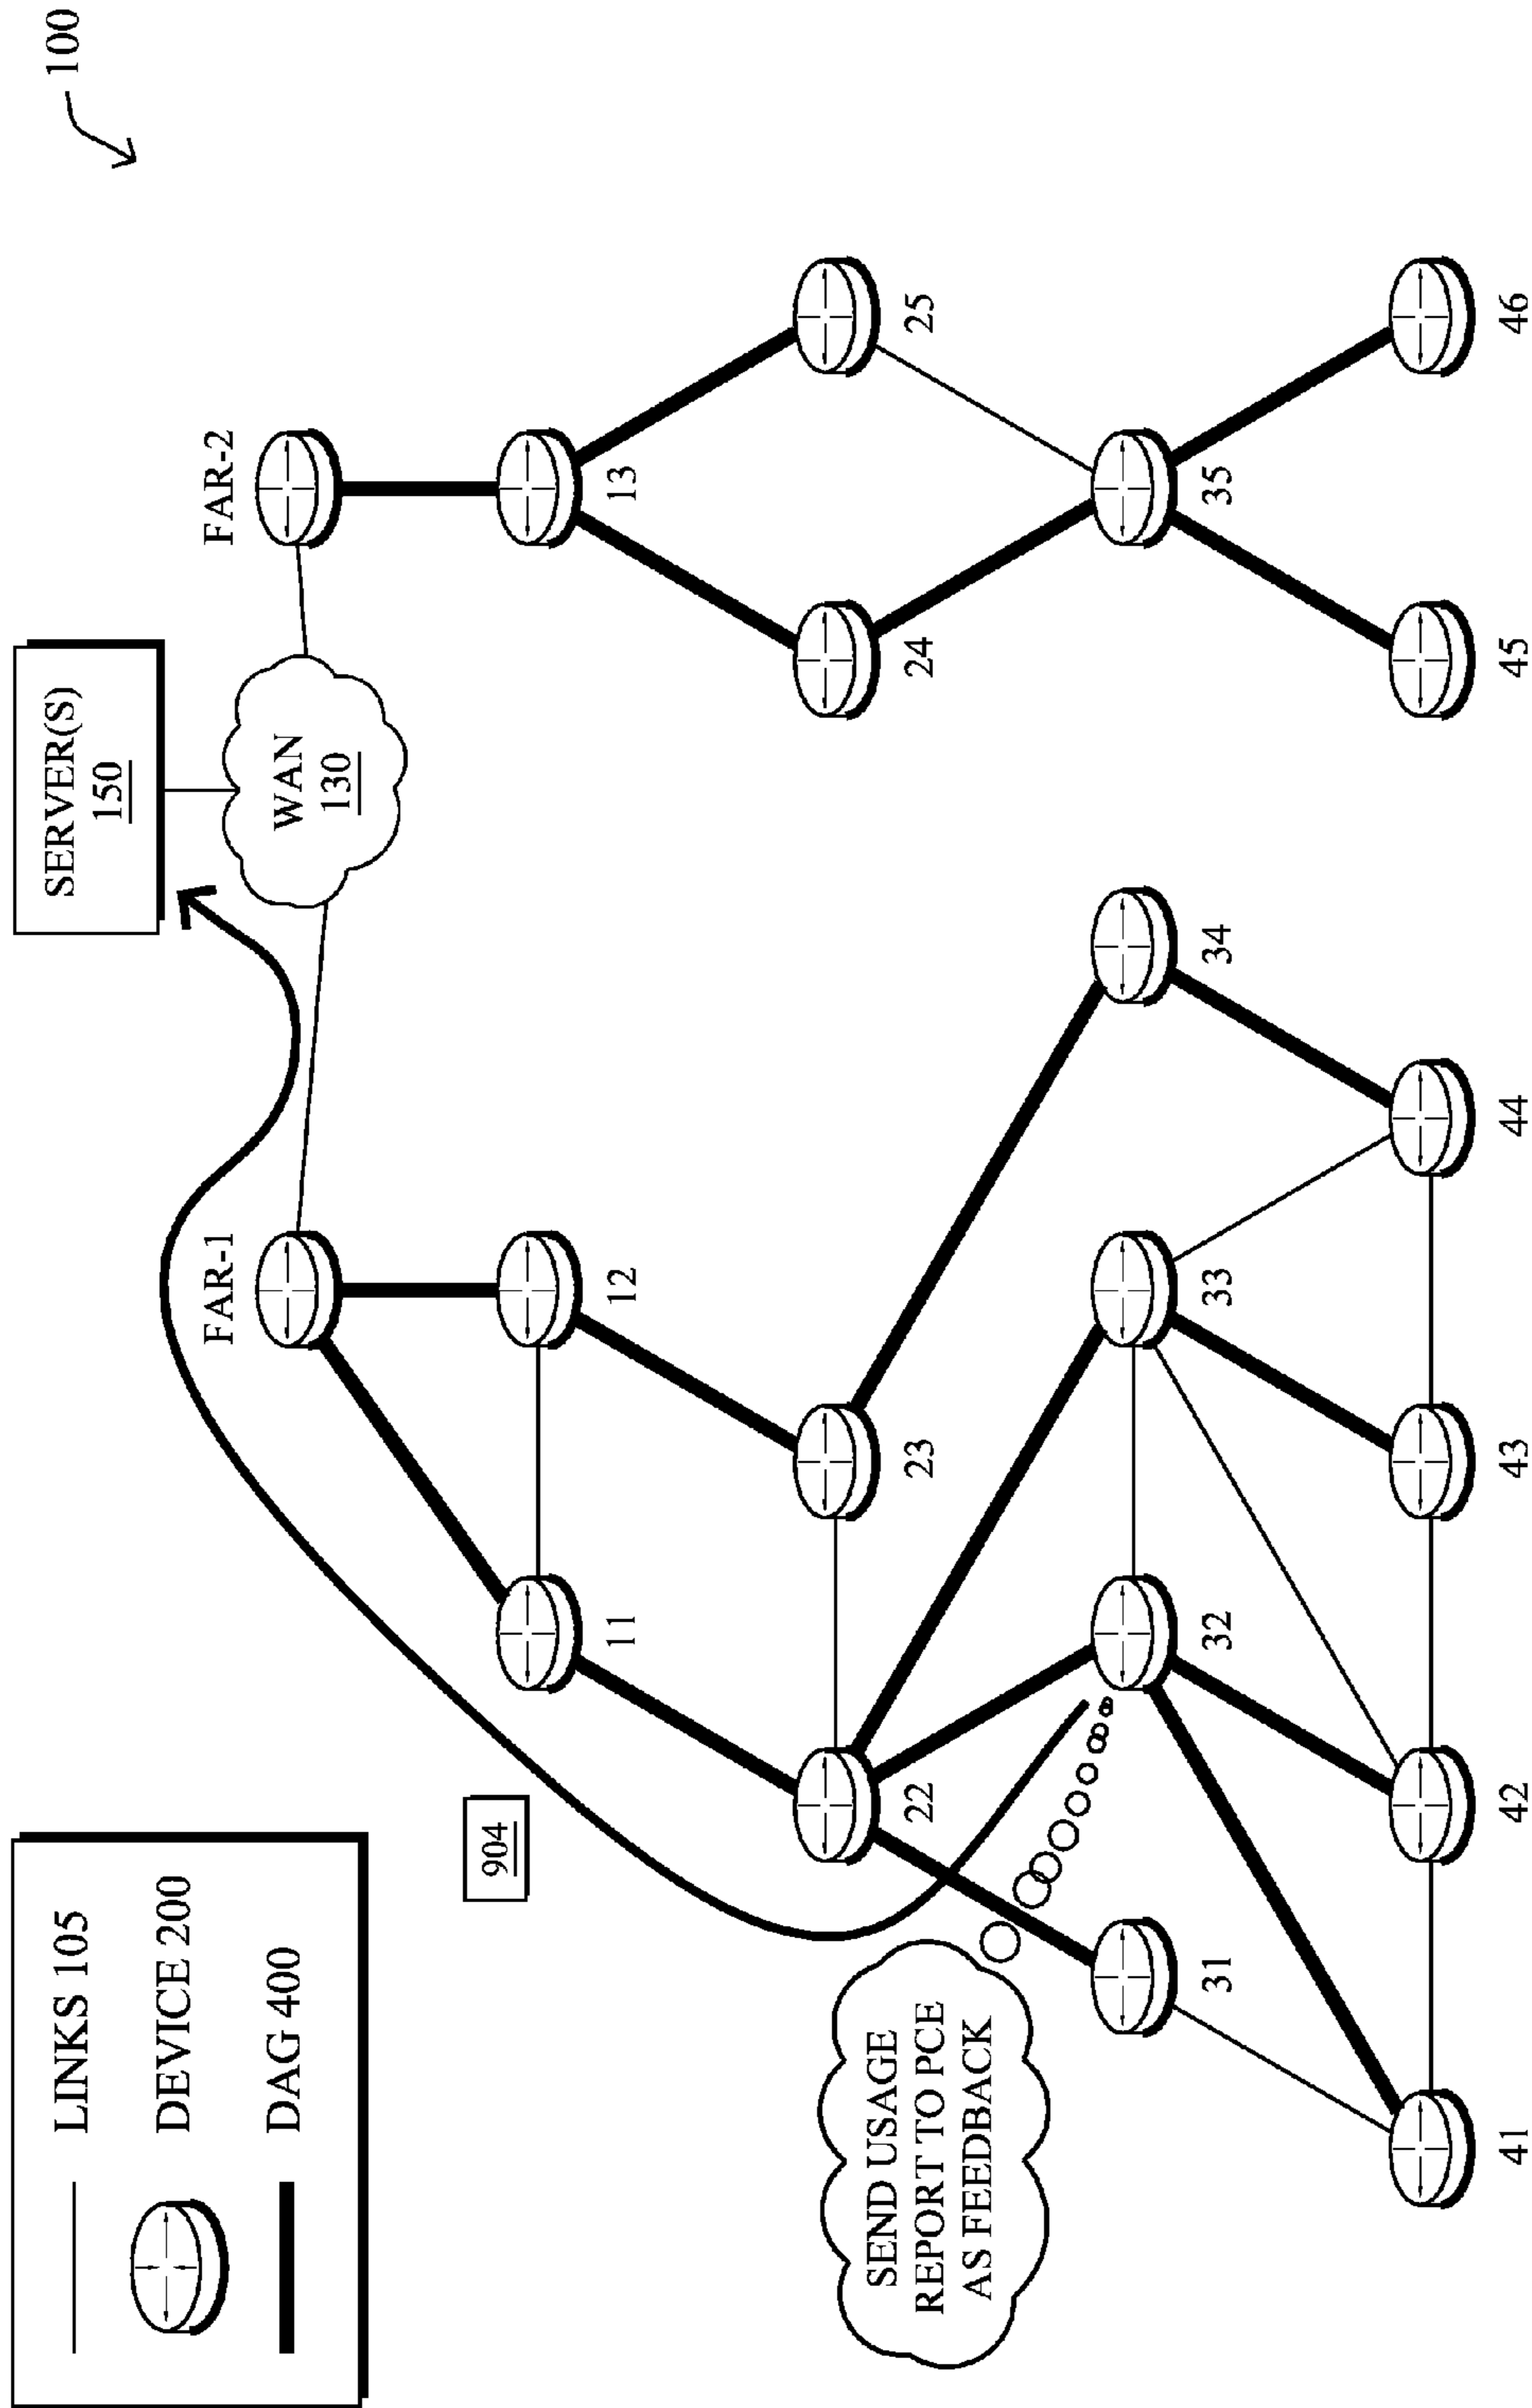 LINKS 105
DEVICE 200
DAG 400
SERVER(S)
150
100
WAN
130
FAR-1
FAR-2
904
11
12
13
22
23
24
25
SEND USAGE
REPORT TO PCE
AS FEEDBACK
31
32
33
34
35
41
42
43
44
45
46